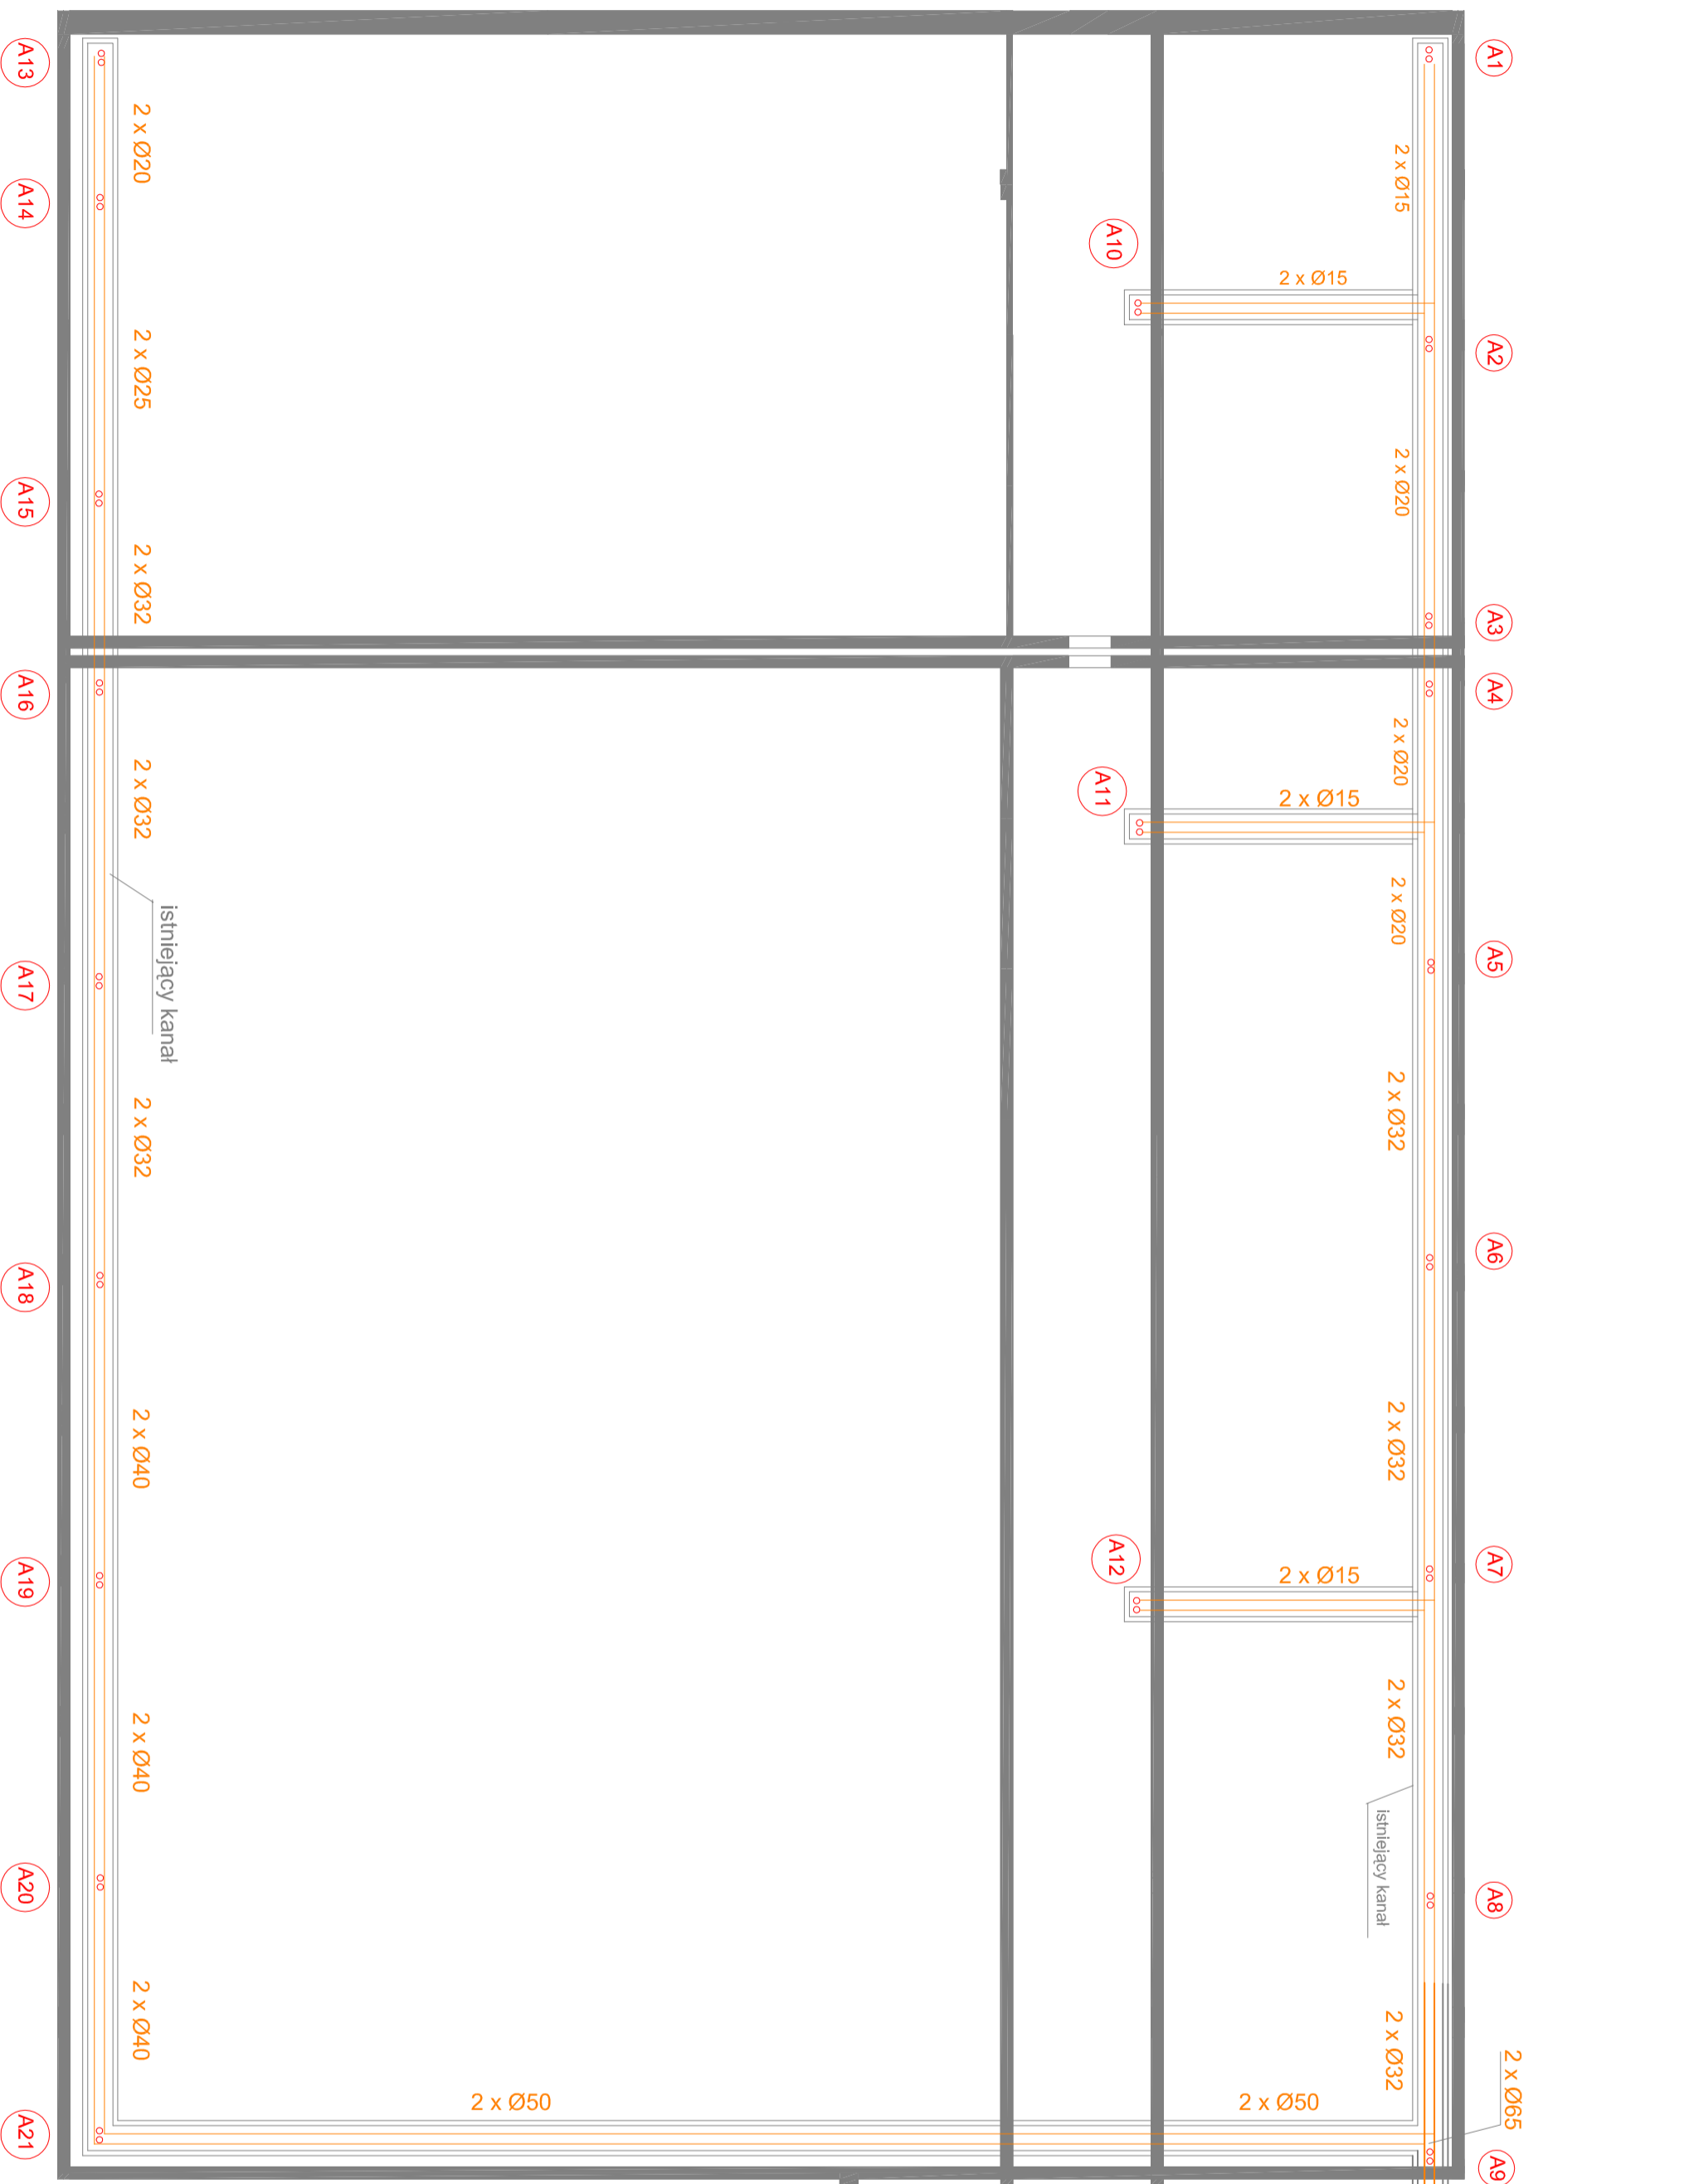 A1
A2
A3
A4
A5
A6
A7
A8
A9
2 x Ø65
2 x Ø15
2 x Ø20
2 x Ø20
2 x Ø20
2 x Ø32
2 x Ø32
2 x Ø32
istniejący kanał
2 x Ø32
2 x Ø15
2 x Ø15
2 x Ø15
2 x Ø50
A10
A11
A12
2 x Ø50
istniejący kanał
2 x Ø20
2 x Ø25
2 x Ø32
2 x Ø32
2 x Ø32
2 x Ø40
2 x Ø40
2 x Ø40
A13
A14
A15
A16
A17
A18
A19
A20
A21